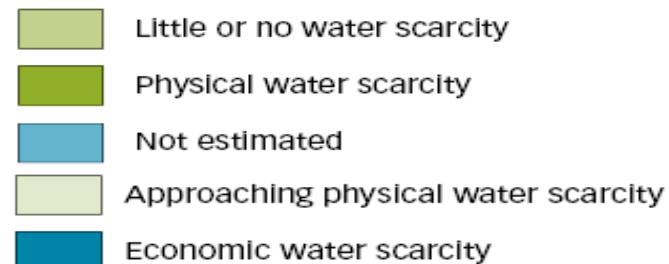 Little or no water scarcity
Physical water scarcity
Not estimated
Approaching physical water scarcity
Economic water scarcity